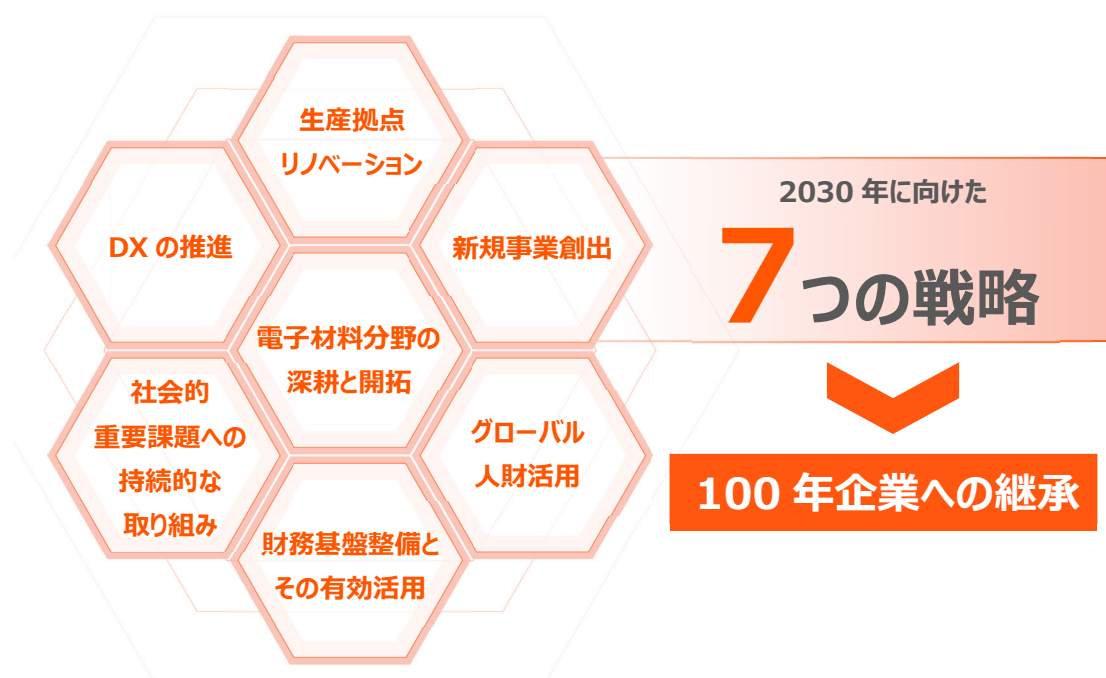 生産拠点
リノベーション
DX の推進
新規事業創出
電子材料分野の
深耕と開拓
社会的
重要課題への
持続的な
取り組み
グローバル
人財活用
財務基盤整備と
その有効活用
2030 年に向けた
7つの戦略
100 年企業への継承